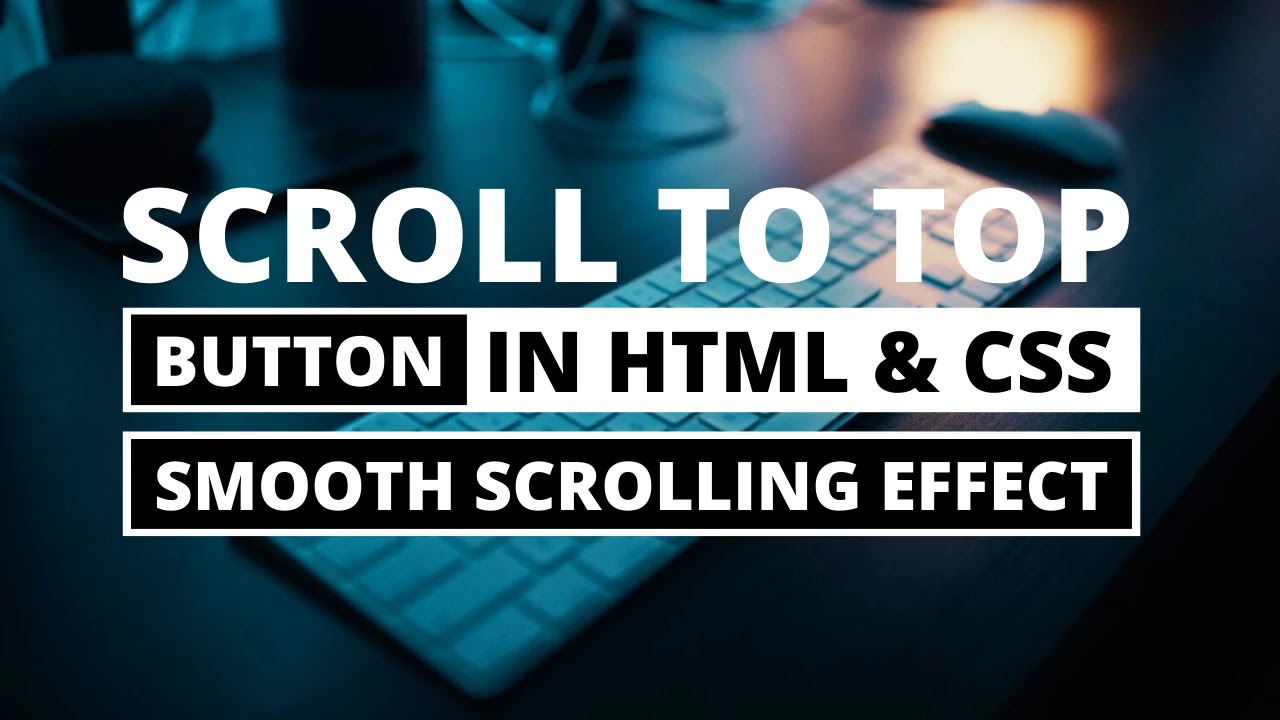 SCROLL TO TOP
BUTTON IN HTML & CSS
SMOOTH SCROLLING EFFECT